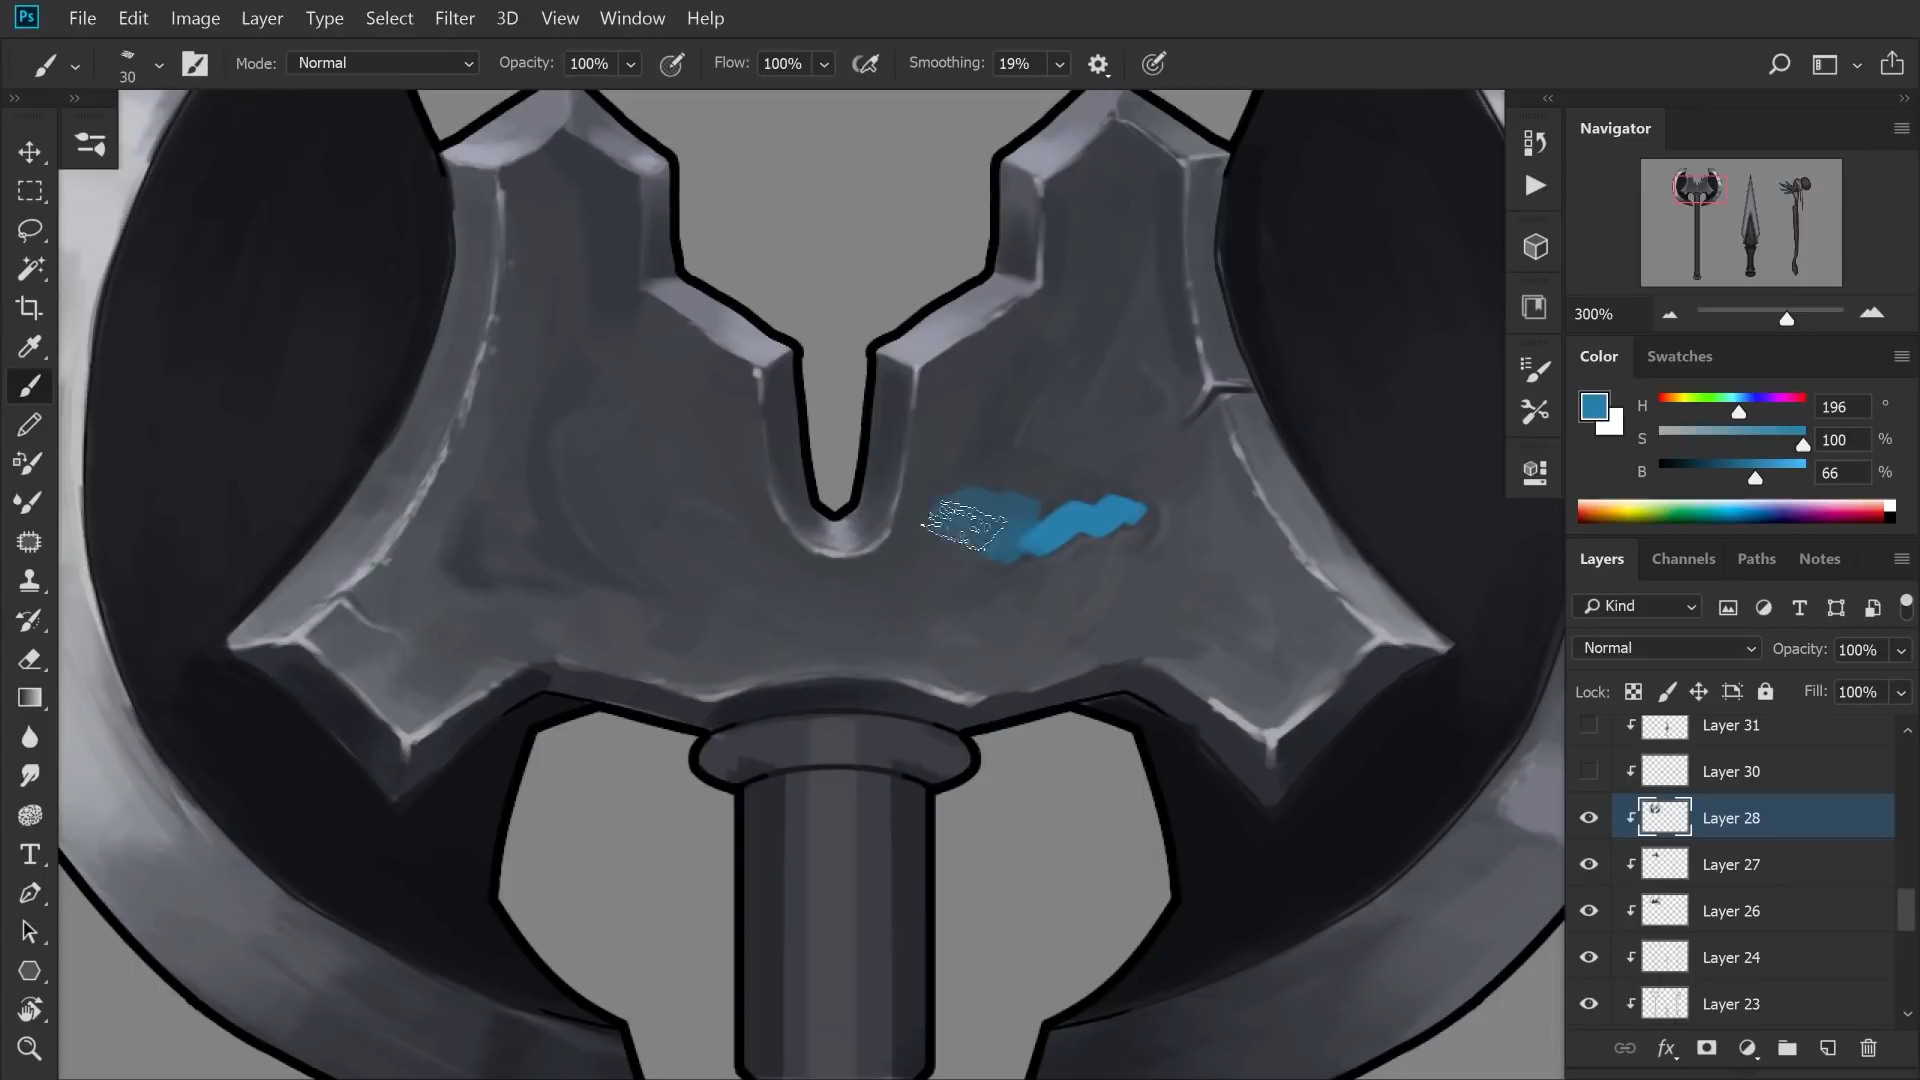 Ps File Edit Image Layer Type Select Filter 3D View Window Help
30 Mode: Normal Opacity: 100% Flow: 100% Smoothing: 19%
Navigator
300%
Color Swatches
H 196 °
S 100 %
B 66 %
Layers Channels Paths Notes
Kind
Normal Opacity: 100%
Lock: Fill: 100%
Layer 31
Layer 30
Layer 28
Layer 27
Layer 26
Layer 24
Layer 23
fx